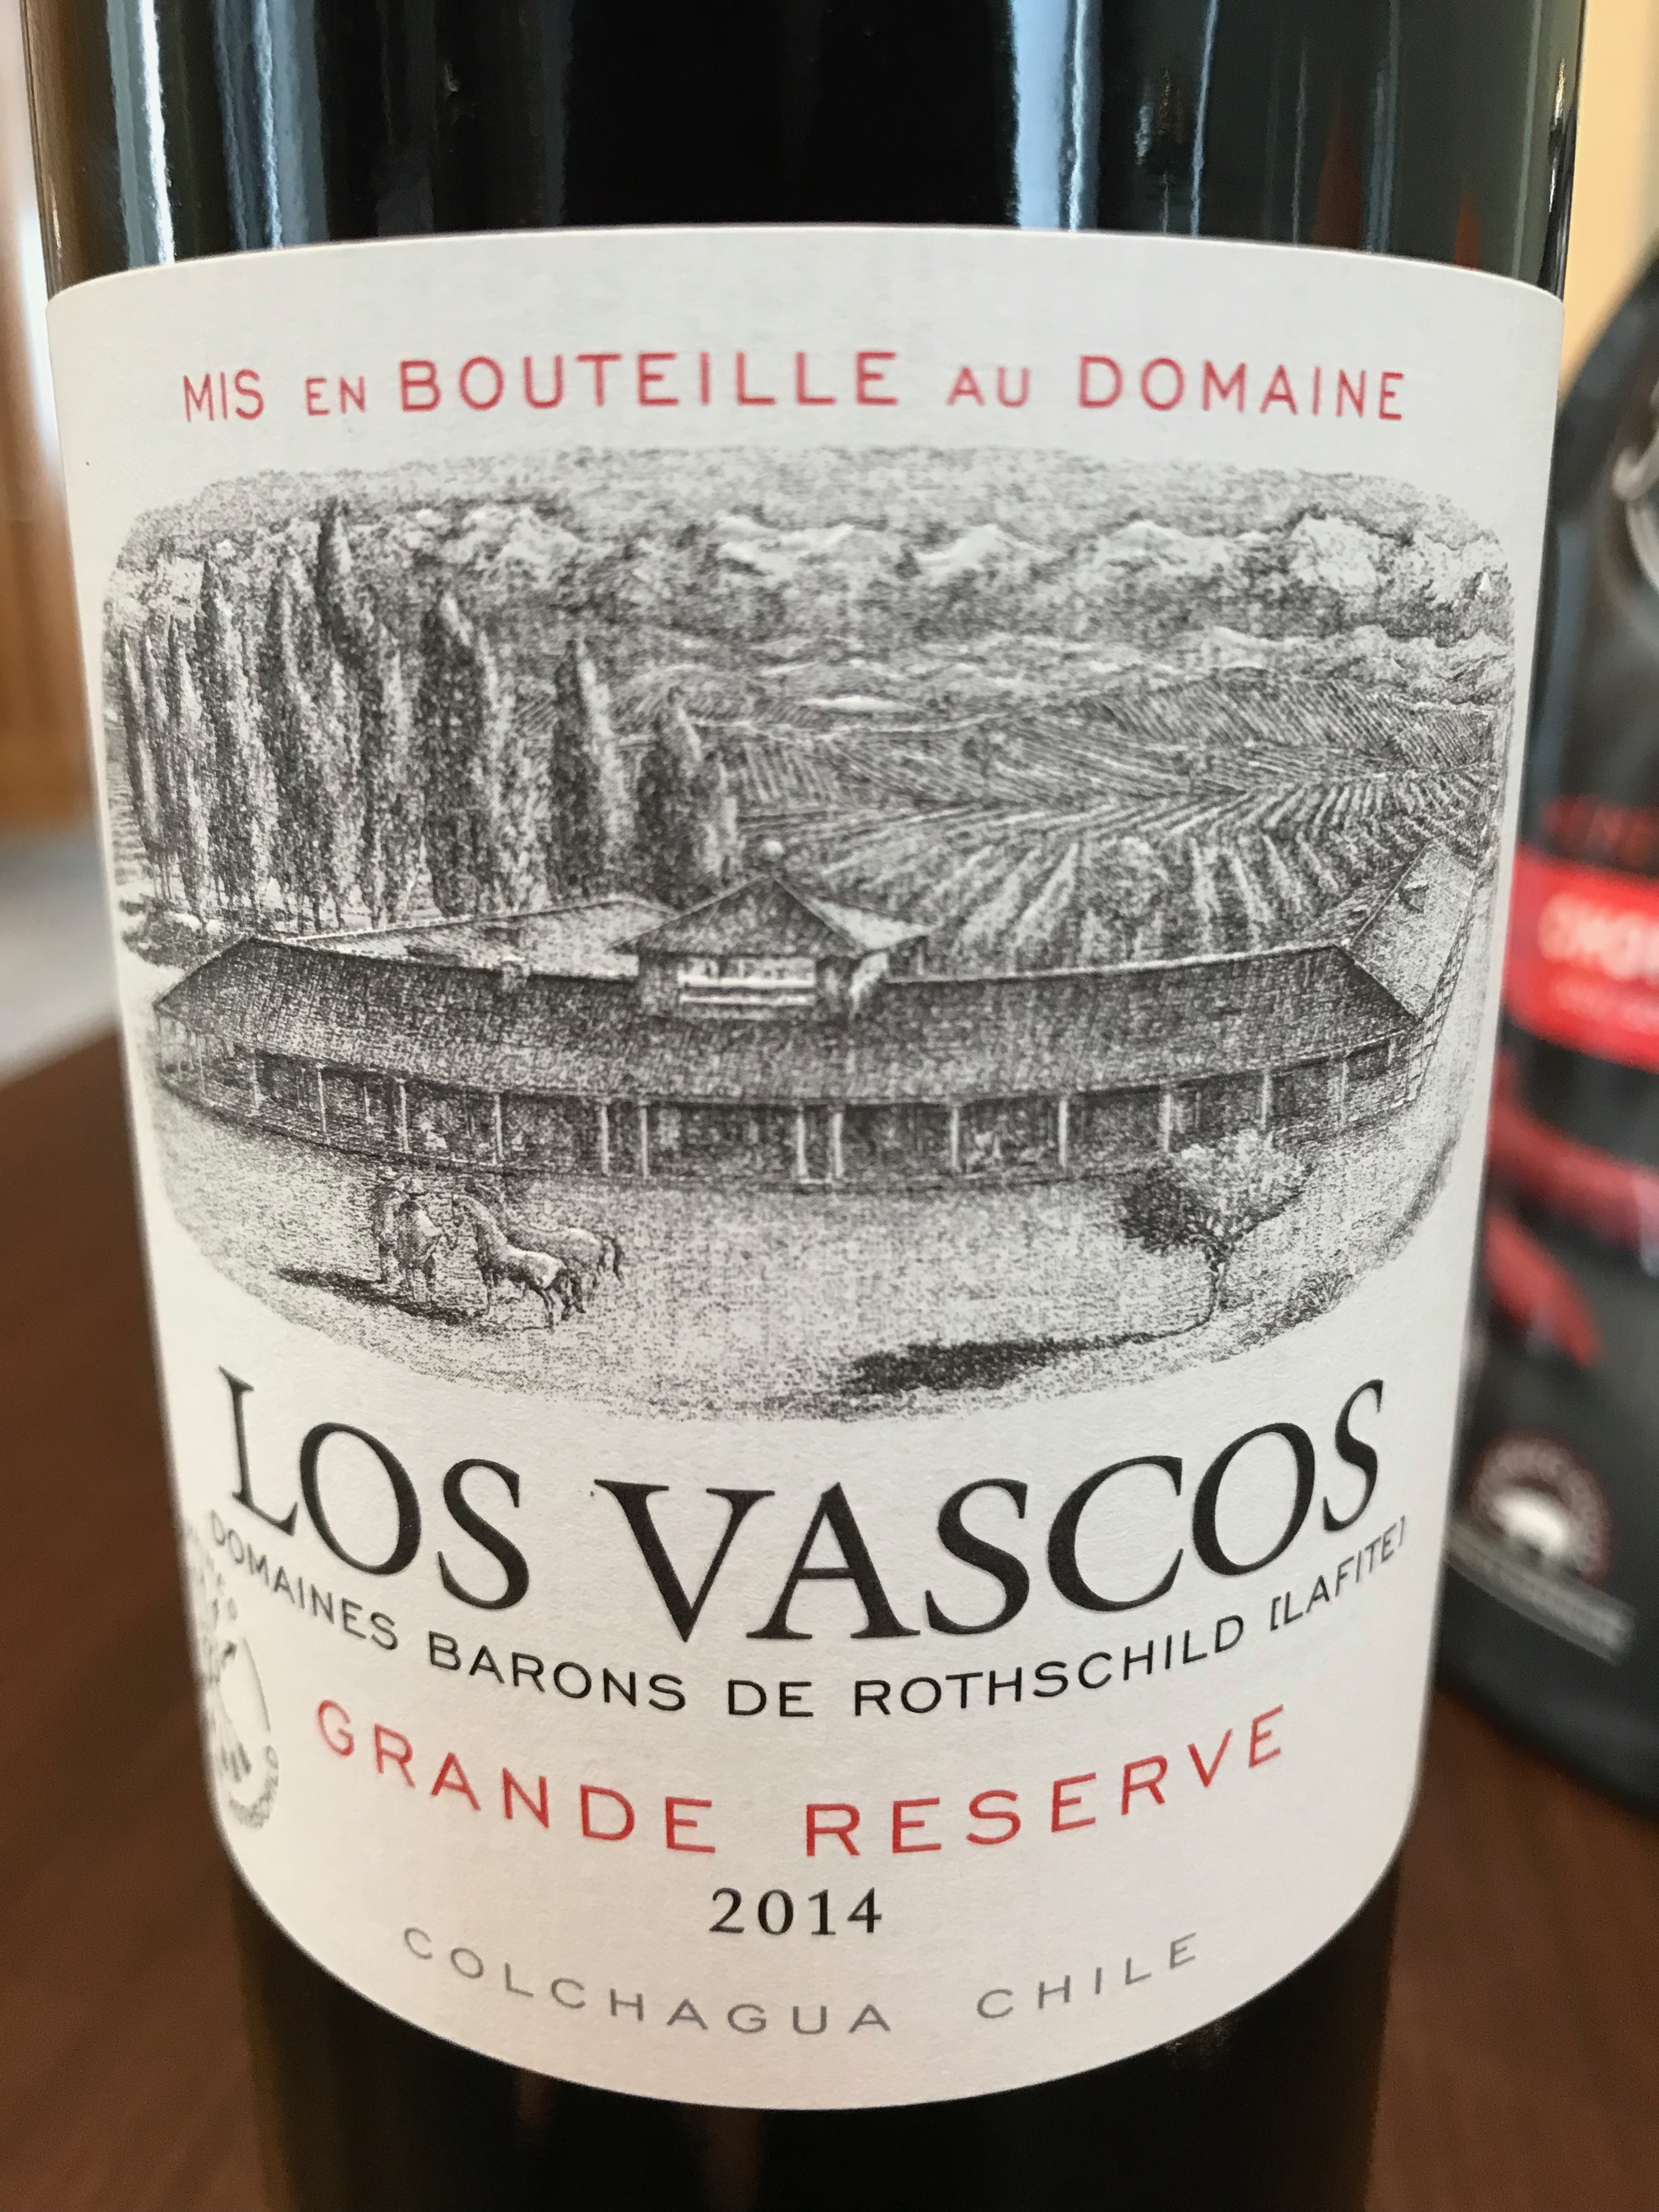 MIS EN BOUTEILLE AU DOMAINE
LOS VASCOS
DOMAINES BARONS DE ROTHSCHILD [LAFITE]
GRANDE RESERVE
2014
COLCHAGUA CHILE